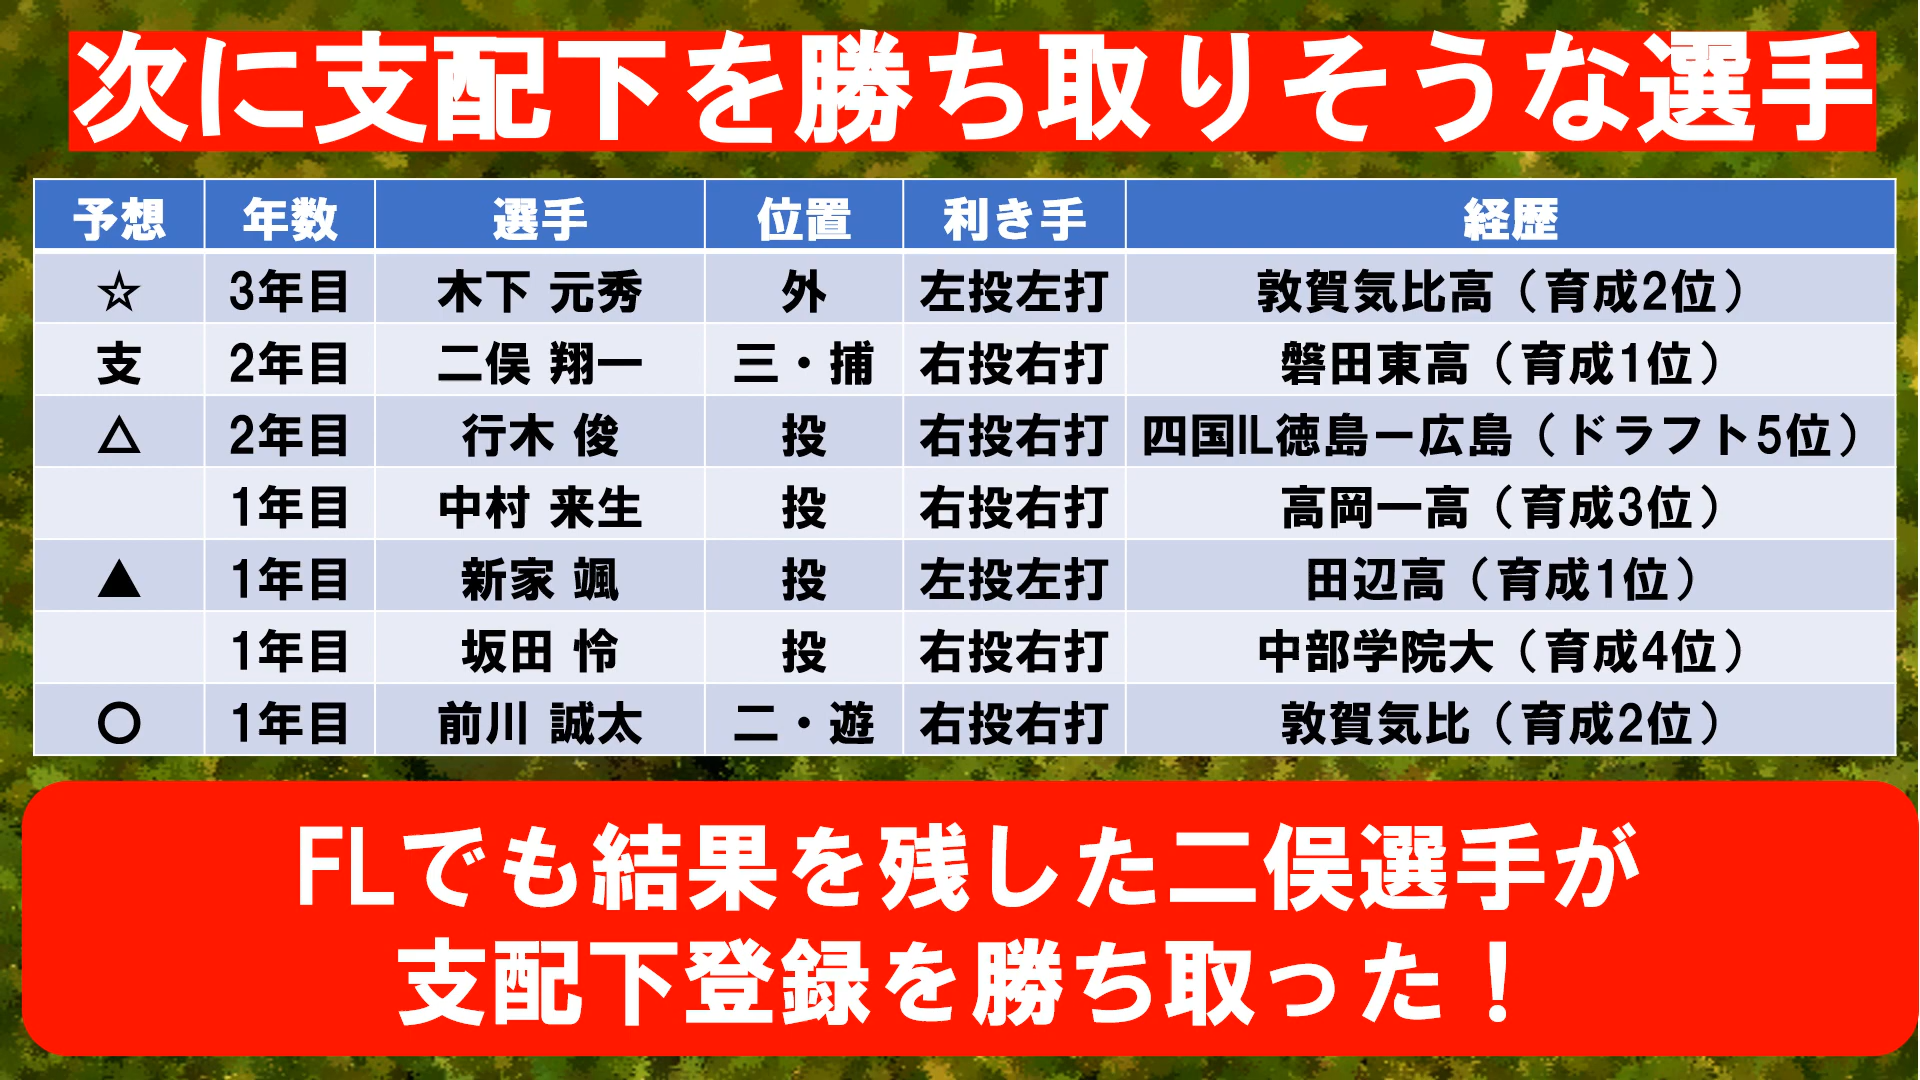 次に支配下を勝ち取りそうな選手
予想 年数 選手 位置 利き手 経歴
☆ 3年目 木下 元秀 外 左投左打 敦賀気比高（育成2位）
支 2年目 二俣 翔一 三・捕 右投右打 磐田東高（育成1位）
△ 2年目 行木 俊 投 右投右打 四国IL徳島ー広島（ドラフト5位）
1年目 中村 来生 投 右投右打 高岡一高（育成3位）
▲ 1年目 新家 颯 投 左投左打 田辺高（育成1位）
1年目 坂田 怜 投 右投右打 中部学院大（育成4位）
〇 1年目 前川 誠太 二・遊 右投右打 敦賀気比（育成2位）
FLでも結果を残した二俣選手が
支配下登録を勝ち取った！